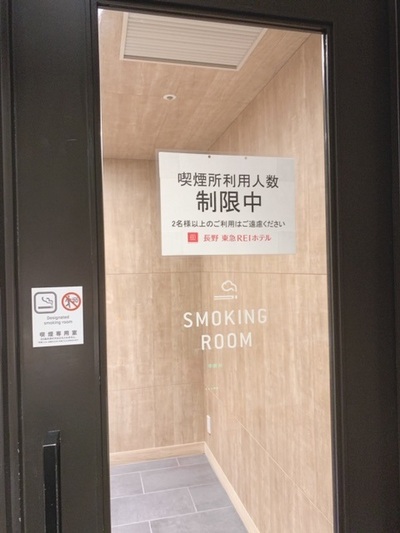 喫煙所利用人数
制限中
2名様以上のご利用はご遠慮ください
長野 東急REIホテル
SMOKING
ROOM
Designated
smoking room
喫煙専用室